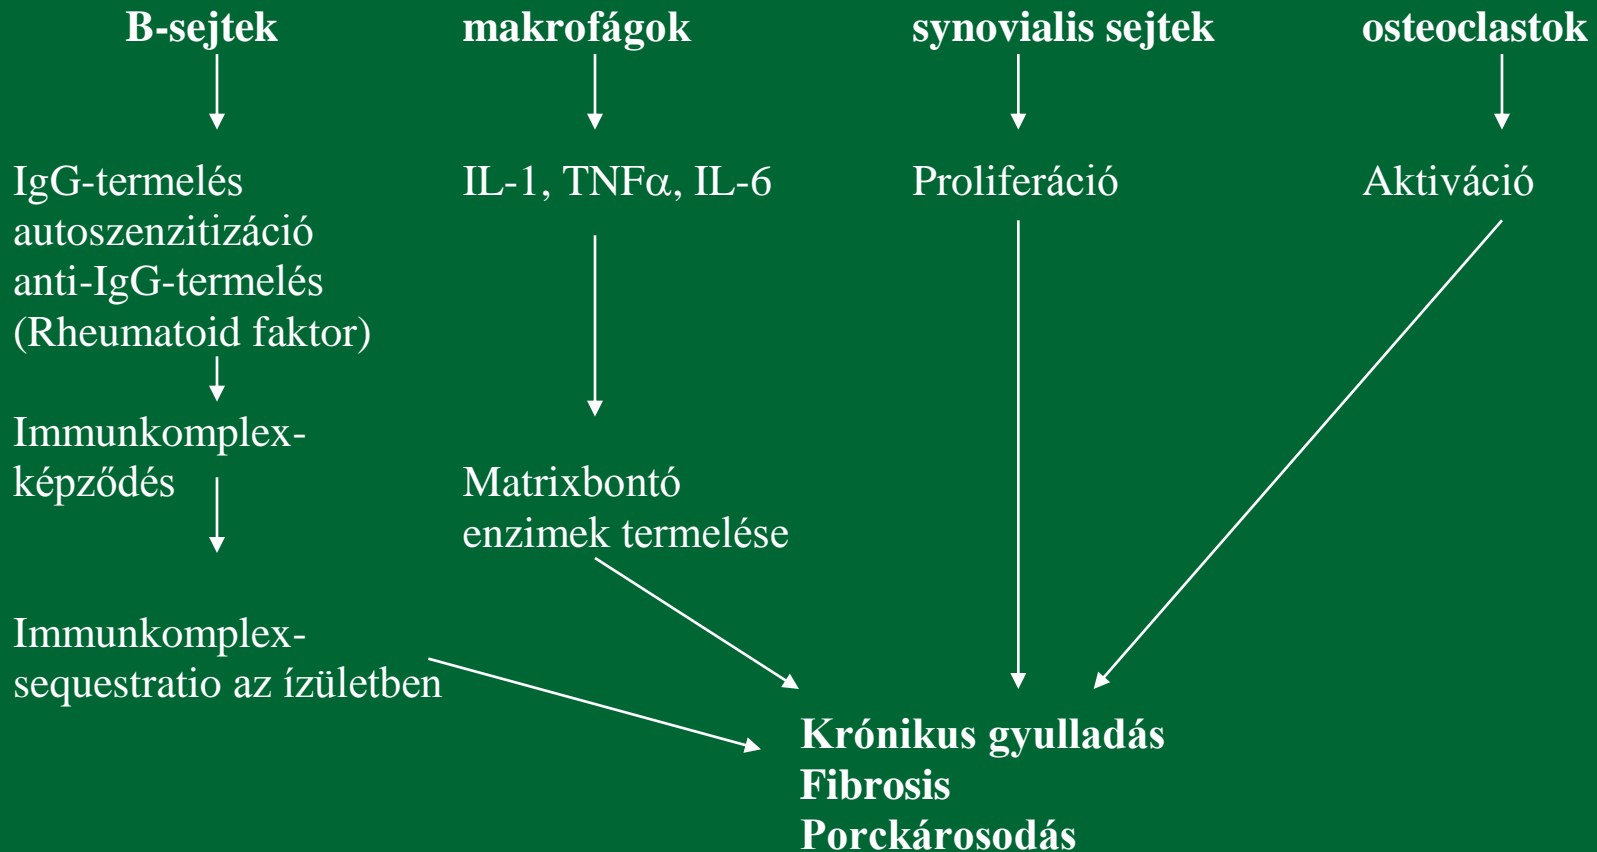 B-sejtek
makrofágok
synovialis sejtek
osteoclastok
IgG-termelés
autoszenzitizáció
anti-IgG-termelés
(Rheumatoid faktor)
Immunkomplex-
képződés
Immunkomplex-
sequestratio az ízületben
IL-1, TNFα, IL-6
Matrixbontó
enzimek termelése
Proliferáció
Aktiváció
Krónikus gyulladás
Fibrosis
Porckárosodás